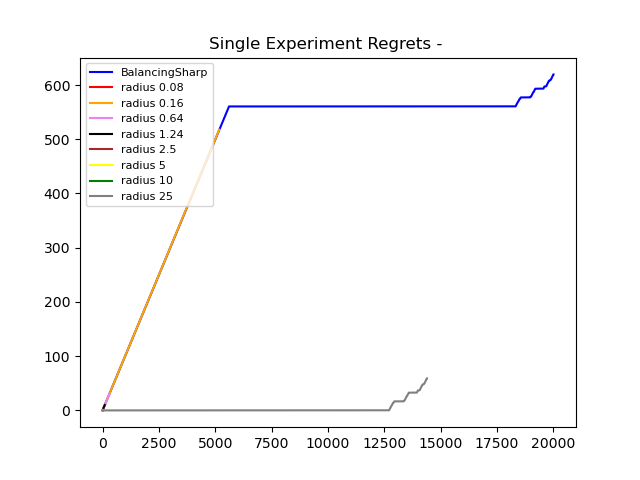 Single Experiment Regrets -
600
500
400
300
200
100
0
BalancingSharp
radius 0.08
radius 0.16
radius 0.64
radius 1.24
radius 2.5
radius 5
radius 10
radius 25
0 2500 5000 7500 10000 12500 15000 17500 20000